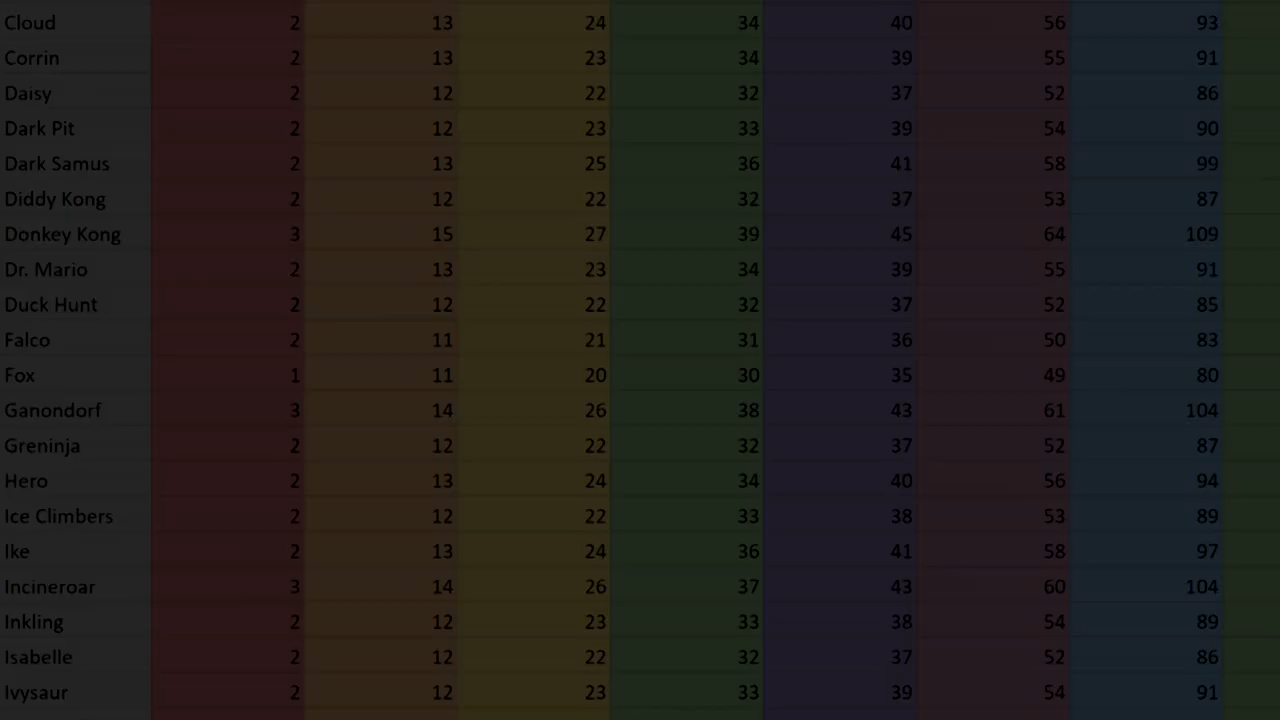 Cloud 2 13 24 34 40 56 93
Corrin 2 13 23 34 39 55 91
Daisy 2 12 22 32 37 52 86
Dark Pit 2 12 23 33 39 54 90
Dark Samus 2 13 25 36 41 58 99
Diddy Kong 2 12 22 32 37 53 87
Donkey Kong 3 15 27 39 45 64 109
Dr. Mario 2 13 23 34 39 55 91
Duck Hunt 2 12 22 32 37 52 85
Falco 2 11 21 31 36 50 83
Fox 1 11 20 30 35 49 80
Ganondorf 3 14 26 38 43 61 104
Greninja 2 12 22 32 37 52 87
Hero 2 13 24 34 40 56 94
Ice Climbers 2 12 22 33 38 53 89
Ike 2 13 24 36 41 58 97
Incineroar 3 14 26 37 43 60 104
Inkling 2 12 23 33 38 54 89
Isabelle 2 12 22 32 37 52 86
Ivysaur 2 12 23 33 39 54 91